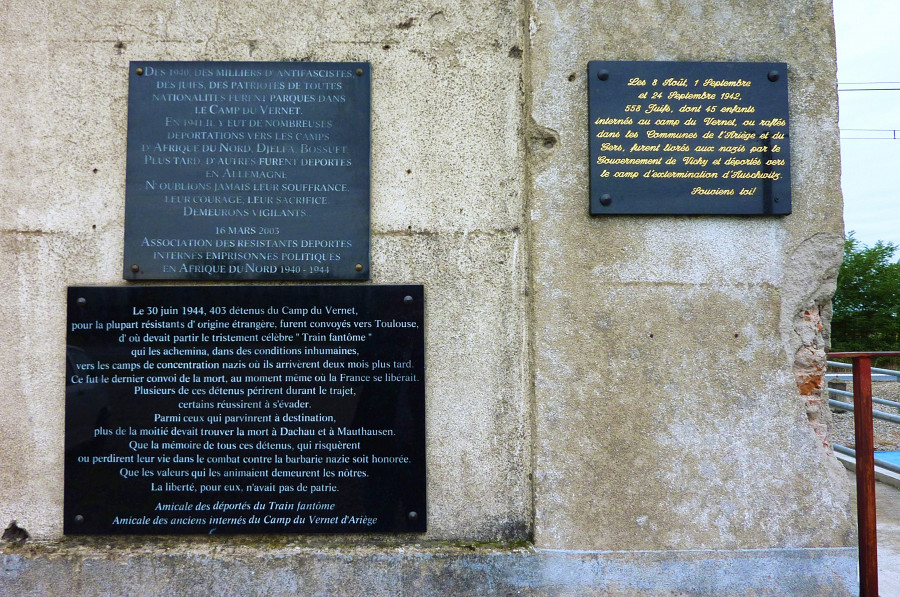 DES 1940, DES MILLIERS D'ANTIFASCISTES,
DES JUIFS, DES PATRIOTES DE TOUTES
NATIONALITÉS FURENT PARQUÉS DANS
LE CAMP DU VERNET.
EN 1941 IL Y EUT DE NOMBREUSES
DÉPORTATIONS VERS LES CAMPS
D'AFRIQUE DU NORD, DJELFA, BOSSUET.
PLUS TARD, D'AUTRES FURENT DÉPORTÉS
EN ALLEMAGNE.
N'OUBLIONS JAMAIS LEUR SOUFFRANCE,
LEUR COURAGE, LEUR SACRIFICE.
DEMEURONS VIGILANTS.
16 MARS 2003
ASSOCIATION DES RÉSISTANTS DÉPORTÉS
INTERNÉS EMPRISONNÉS POLITIQUES
EN AFRIQUE DU NORD 1940 - 1944
Le 30 juin 1944, 403 détenus du Camp du Vernet,
pour la plupart résistants d' origine étrangère, furent convoyés vers Toulouse,
d' où devait partir le tristement célèbre " Train fantôme "
qui les achemina, dans des conditions inhumaines,
vers les camps de concentration nazis où ils arrivèrent deux mois plus tard.
Ce fut le dernier convoi de la mort, au moment même où la France se libérait.
Plusieurs de ces détenus périrent durant le trajet,
certains réussirent à s'évader.
Parmi ceux qui parvinrent à destination,
plus de la moitié devait trouver la mort à Dachau et à Mauthausen.
Que la mémoire de tous ces détenus, qui risquèrent
ou perdirent leur vie dans le combat contre la barbarie nazie soit honorée.
Que les valeurs qui les animaient demeurent les nôtres.
La liberté, pour eux, n'avait pas de patrie.
Amicale des déportés du Train fantôme
Amicale des anciens internés du Camp du Vernet d'Ariège
Les 8 Août, 1 Septembre
et 24 Septembre 1942,
558 Juifs, dont 45 enfants
internés au camp du Vernet, ou raflés
dans les Communes de l'Ariège et du
Gers, furent livrés aux nazis par le
Gouvernement de Vichy et déportés vers
le camp d'extermination d'Auschwitz.
Souviens toi!